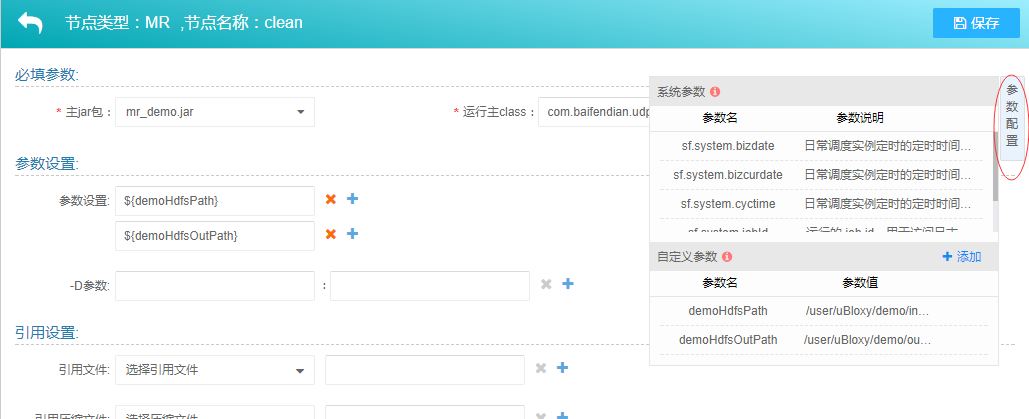 节点类型：MR ,节点名称：clean
保存
必填参数:
* 主jar包： mr_demo.jar
* 运行主class： com.baifendian.udp
参数设置:
参数设置: ${demoHdfsPath}
${demoHdfsOutPath}
-D参数: :
引用设置:
引用文件: 选择引用文件
引用压缩文件: 选择压缩文件
系统参数
参数名 参数说明
sf.system.bizdate 日常调度实例定时的定时时间...
sf.system.bizcurdate 日常调度实例定时的定时时间...
sf.system.cyctime 日常调度实例定时的定时时间...
sf.system.jobId 运行的 job id，用于访问日志
自定义参数
添加
参数名 参数值
demoHdfsPath /user/uBloxy/demo/in...
demoHdfsOutPath /user/uBloxy/demo/ou...
参数配置